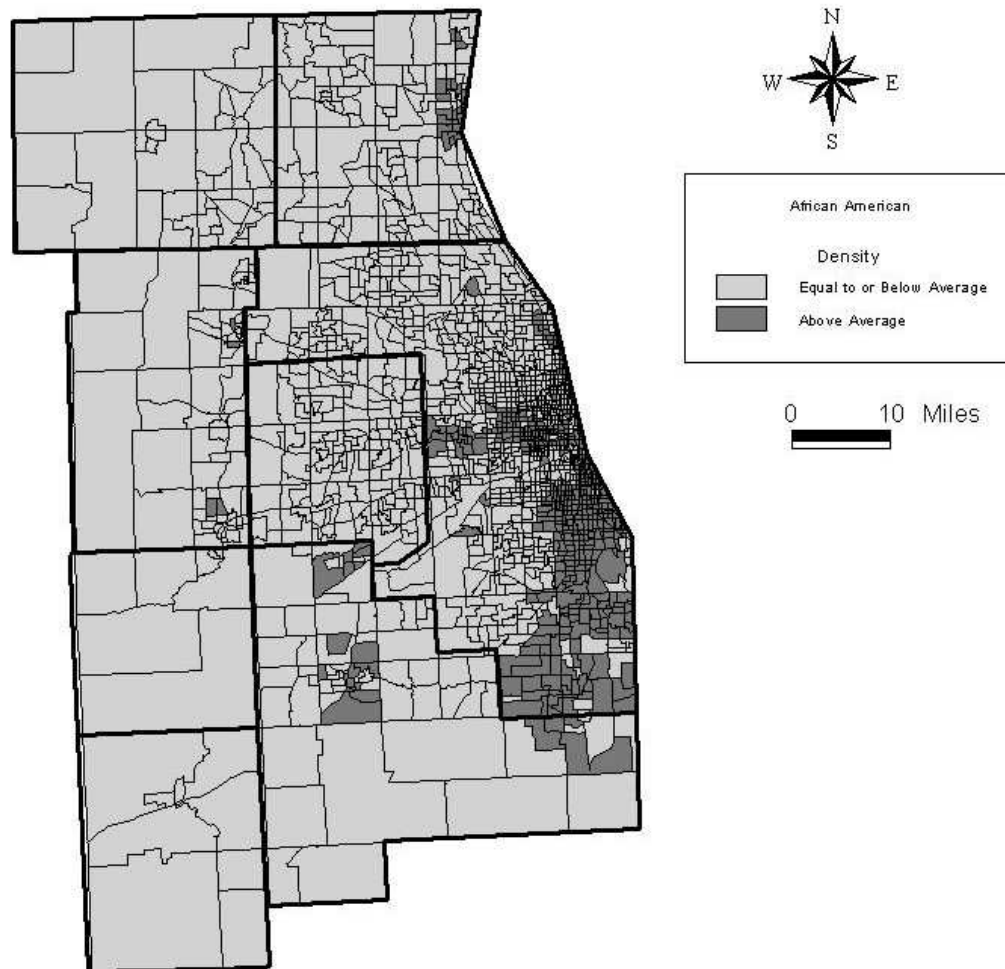 N
W E
S
African American
Density
Equal to or Below Average
Above Average
0 10 Miles